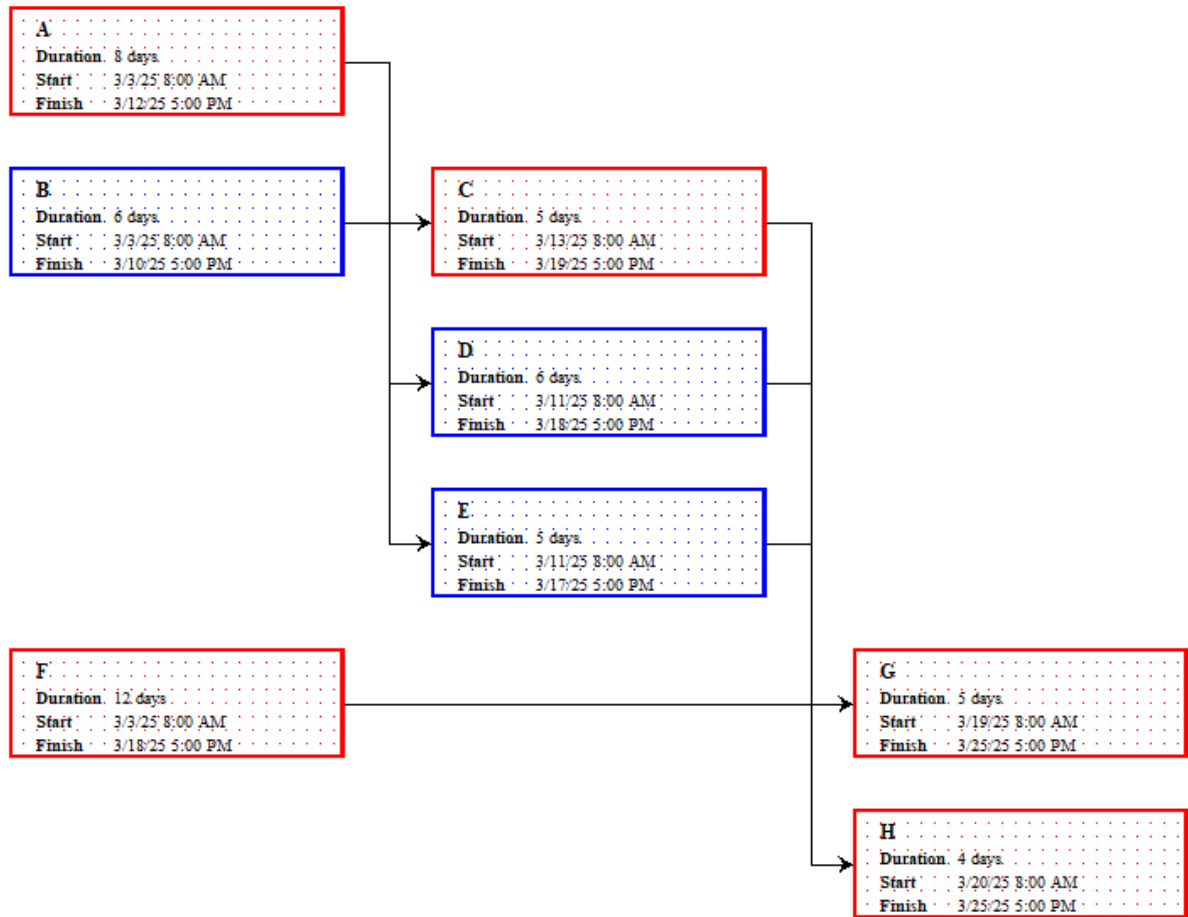 A
Duration 8 days
Start 3/3/25 8:00 AM
Finish 3/12/25 5:00 PM
B
Duration 6 days
Start 3/3/25 8:00 AM
Finish 3/10/25 5:00 PM
C
Duration 5 days
Start 3/13/25 8:00 AM
Finish 3/19/25 5:00 PM
D
Duration 6 days
Start 3/11/25 8:00 AM
Finish 3/18/25 5:00 PM
E
Duration 5 days
Start 3/11/25 8:00 AM
Finish 3/17/25 5:00 PM
F
Duration 12 days
Start 3/3/25 8:00 AM
Finish 3/18/25 5:00 PM
G
Duration 5 days
Start 3/19/25 8:00 AM
Finish 3/25/25 5:00 PM
H
Duration 4 days
Start 3/20/25 8:00 AM
Finish 3/25/25 5:00 PM